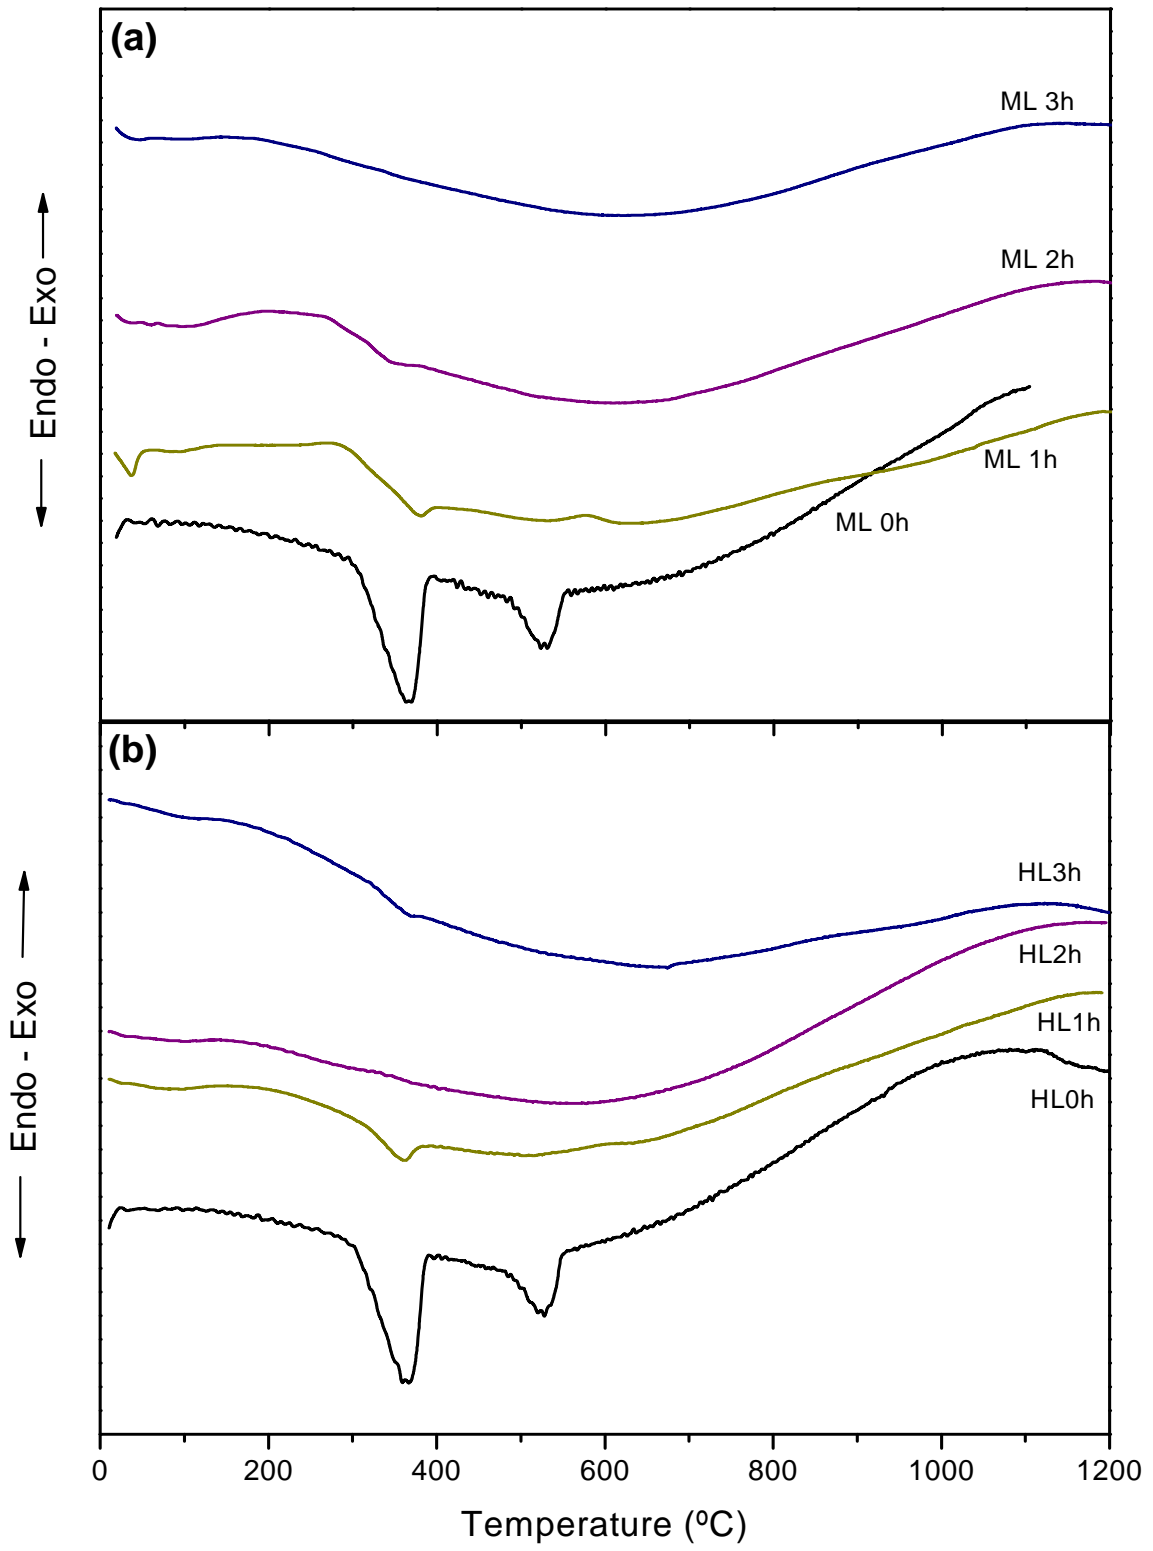 (a)
ML 3h
ML 2h
ML 1h
ML 0h
Endo - Exo
(b)
HL3h
HL2h
HL1h
HL0h
Endo - Exo
0 200 400 600 800 1000 1200
Temperature (ºC)